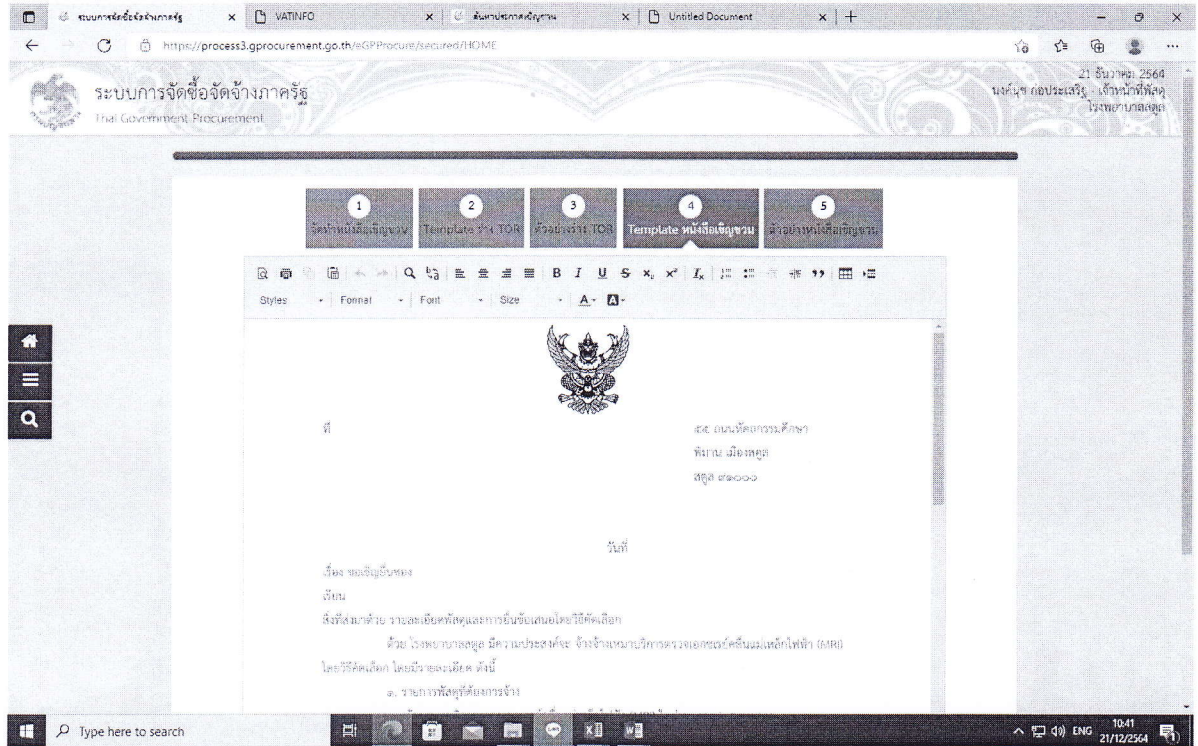 ระบบการจัดซื้อจัดจ้างภาครัฐ
VATINFO
ค้นหาประกาศเชิญชวน
Untitled Document
https://process3.gprocurement.go.th/eGPProcure/secured/HOME
21 ธันวาคม 2564
นงค์นุช กอประเสริฐ - เจ้าหน้าที่พัสดุ
โรงพยาบาลสตูล
ระบบการจัดซื้อจัดจ้างภาครัฐ
Thai Government Procurement
1 2 3 4 5
จัดทำหนังสือเชิญชวน Template ร่าง TOR ตัวอย่างร่าง TOR Template หนังสือเชิญชวน ตัวอย่างหนังสือเชิญชวน
Styles Format Font Size
ที่
๕๕ ถนนหัตถกรรมศึกษา
พิมาน เมืองสตูล
สตูล ๙๑๐๐๐
วันที่
เรื่อง ขอเชิญยื่นซอง
เรียน
สิ่งที่ส่งมาด้วย รายละเอียดพัสดุและการยื่นข้อเสนอโดยวิธีคัดเลือก
ด้วย โรงพยาบาลสตูล มีความประสงค์จะ จ้างจ้างเหมาบริการตรวจเอกซเรย์คลื่นแม่เหล็กไฟฟ้า (MRI)
โดยวิธีคัดเลือก โดยมีรายละเอียด ดังนี้
๑. รายการพัสดุที่ต้องการจ้าง
Type here to search
ENG
10:41
21/12/2564